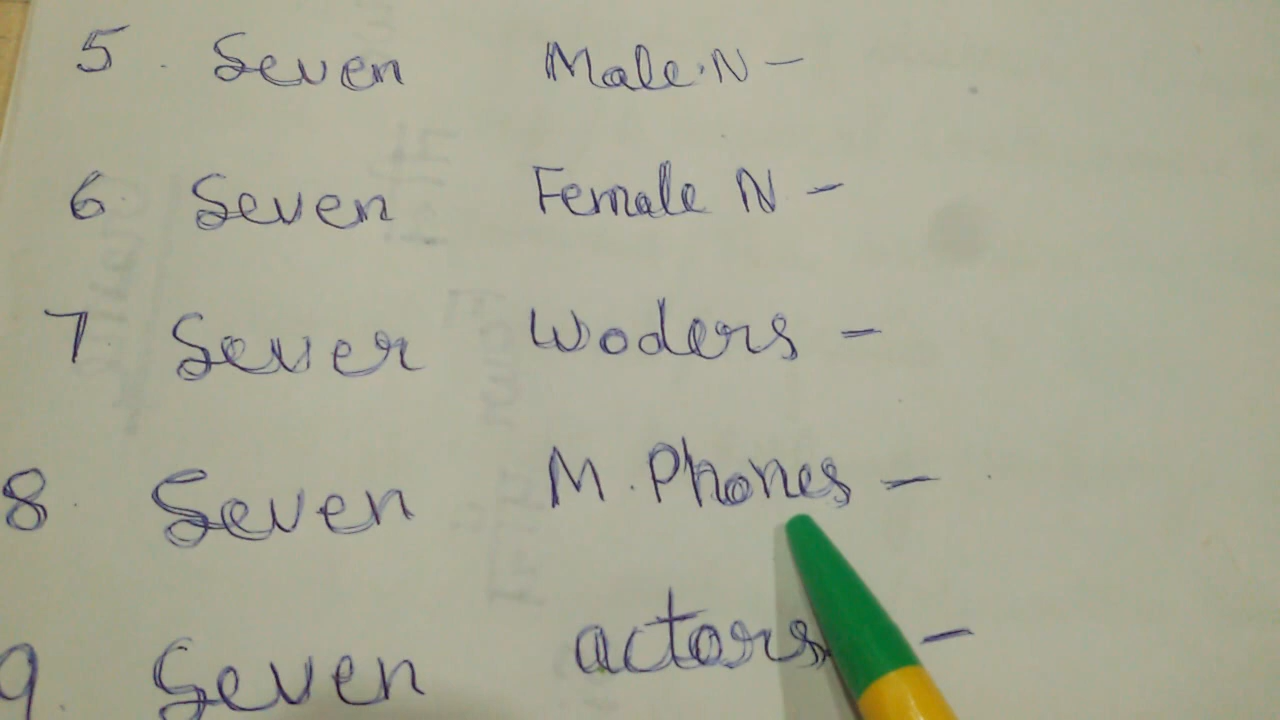 5. Seven Male.N -
6 Seven Female N -
7 Sever Woders -
8. Seven M.Phones -
9. Seven actors -